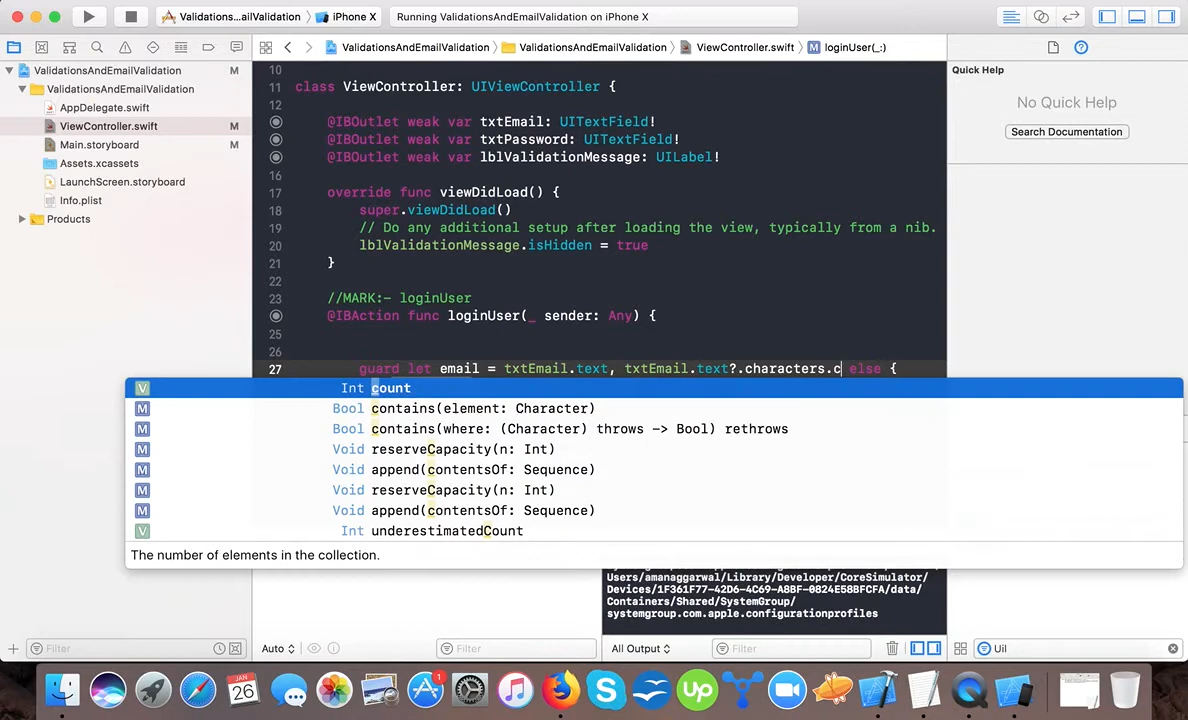 ValidationsAndEmailValidation...ailValidation
iPhone X
Running ValidationsAndEmailValidation on iPhone X
ValidationsAndEmailValidation
ValidationsAndEmailValidation
ViewController.swift
M
loginUser(_:)
ValidationsAndEmailValidation M
ValidationsAndEmailValidation
AppDelegate.swift
ViewController.swift M
Main.storyboard M
Assets.xcassets
LaunchScreen.storyboard
Info.plist
Products
10
11 class ViewController: UIViewController {
12
@IBOutlet weak var txtEmail: UITextField!
@IBOutlet weak var txtPassword: UITextField!
@IBOutlet weak var lblValidationMessage: UILabel!
16
17 override func viewDidLoad() {
18 super.viewDidLoad()
19 // Do any additional setup after loading the view, typically from a nib.
20 lblValidationMessage.isHidden = true
21 }
22
23 //MARK:- loginUser
@IBAction func loginUser(_ sender: Any) {
25
26
27 guard let email = txtEmail.text, txtEmail.text?.characters.c else {
V Int count
M Bool contains(element: Character)
M Bool contains(where: (Character) throws -> Bool) rethrows
M Void reserveCapacity(n: Int)
M Void append(contentsOf: Sequence)
M Void reserveCapacity(n: Int)
M Void append(contentsOf: Sequence)
V Int underestimatedCount
The number of elements in the collection.
Quick Help
No Quick Help
Search Documentation
Users/amanaggarwal/Library/Developer/CoreSimulator/
Devices/1F361F77-42D6-4C69-A8BF-0824E58BFCFA/data/
Containers/Shared/SystemGroup/
systemgroup.com.apple.configurationprofiles
Filter
Auto
Filter
All Output
Filter
Uil
JAN
26
1
up